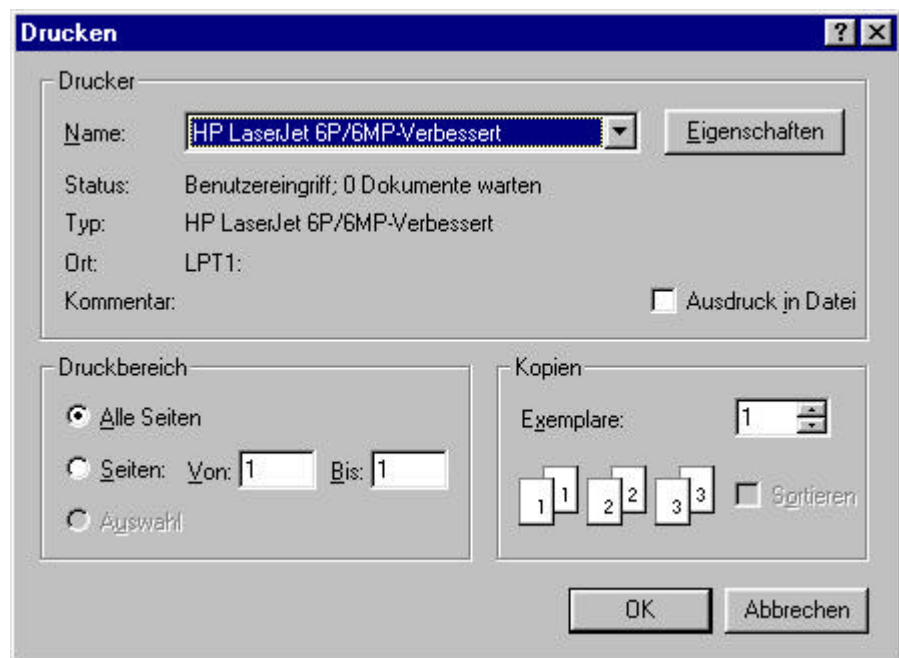 Drucken
Drucker
Name: HP LaserJet 6P/6MP-Verbessert Eigenschaften
Status: Benutzereingriff; 0 Dokumente warten
Typ: HP LaserJet 6P/6MP-Verbessert
Ort: LPT1:
Kommentar: Ausdruck in Datei
Druckbereich
Alle Seiten
Seiten: Von: 1 Bis: 1
Auswahl
Kopien
Exemplare: 1
1 1 2 2 3 3 Sortieren
OK Abbrechen